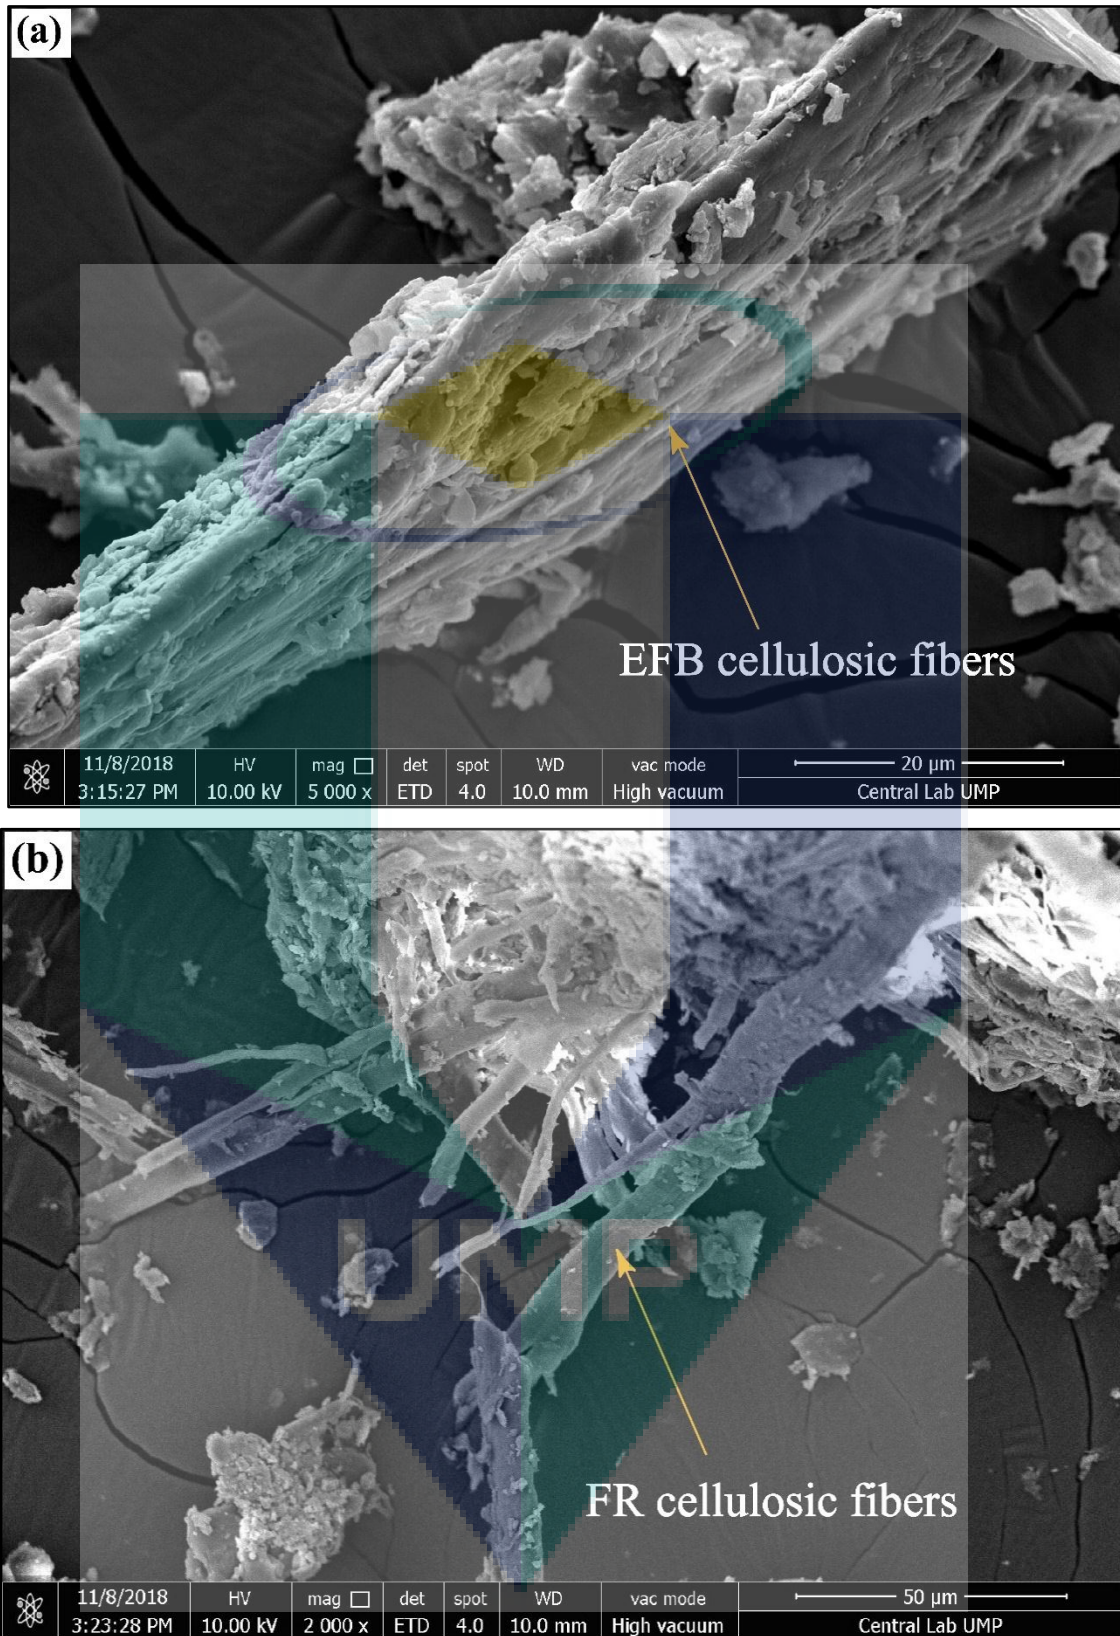 (a)
EFB cellulosic fibers
11/8/2018 HV mag det spot WD vac mode 20 µm
3:15:27 PM 10.00 kV 5 000 x ETD 4.0 10.0 mm High vacuum Central Lab UMP
(b)
UMP
FR cellulosic fibers
11/8/2018 HV mag det spot WD vac mode 50 µm
3:23:28 PM 10.00 kV 2 000 x ETD 4.0 10.0 mm High vacuum Central Lab UMP